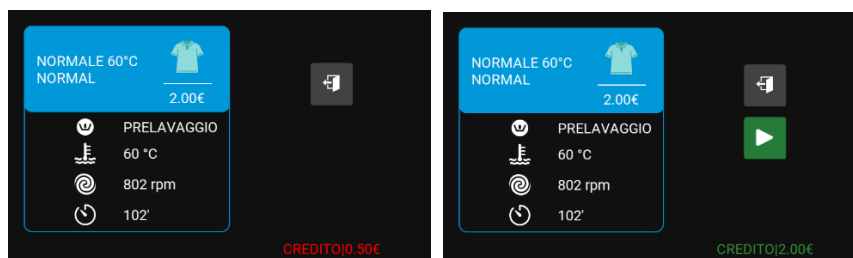 NORMALE 60°C
NORMAL
2.00€
PRELAVAGGIO
60 °C
802 rpm
102'
CREDITO|0.50€
NORMALE 60°C
NORMAL
2.00€
PRELAVAGGIO
60 °C
802 rpm
102'
CREDITO|2.00€